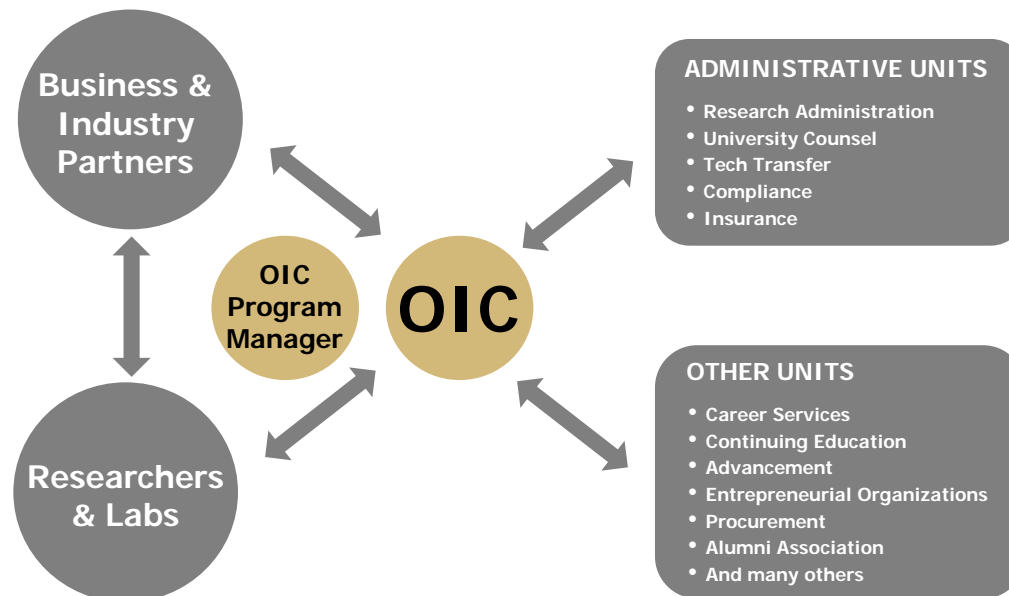 Business &
Industry
Partners
OIC
Program
Manager
OIC
Researchers
& Labs
ADMINISTRATIVE UNITS
• Research Administration
• University Counsel
• Tech Transfer
• Compliance
• Insurance
OTHER UNITS
• Career Services
• Continuing Education
• Advancement
• Entrepreneurial Organizations
• Procurement
• Alumni Association
• And many others